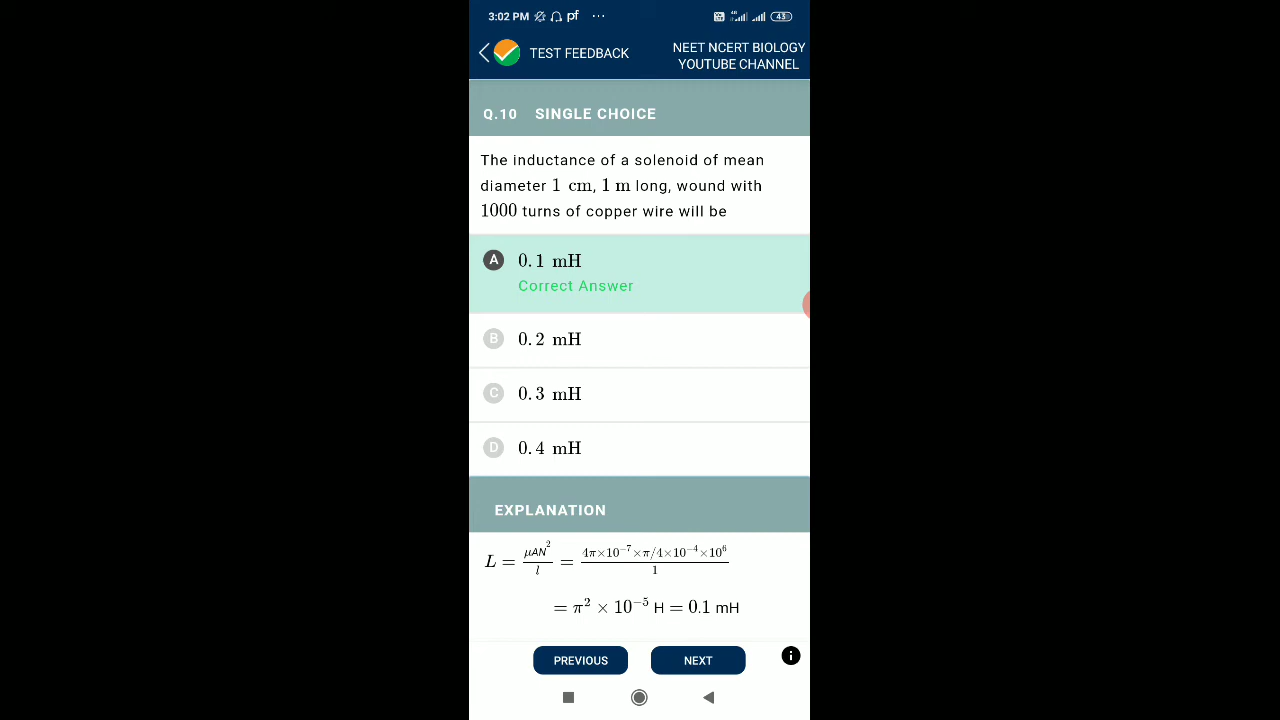 3:02 PM pf ... 4G 43
TEST FEEDBACK
NEET NCERT BIOLOGY
YOUTUBE CHANNEL
Q.10 SINGLE CHOICE
The inductance of a solenoid of mean
diameter 1 cm, 1 m long, wound with
1000 turns of copper wire will be
A 0.1 mH
Correct Answer
B 0.2 mH
C 0.3 mH
D 0.4 mH
EXPLANATION
L = μAN²/l = 4π×10⁻⁷×π/4×10⁻⁴×10⁶/1
= π² × 10⁻⁵ H = 0.1 mH
PREVIOUS NEXT i